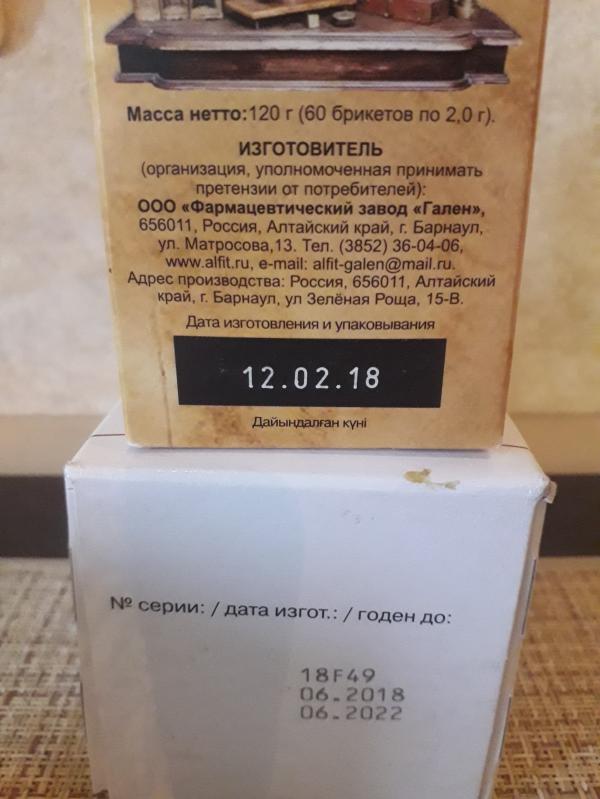 Масса нетто: 120 г (60 брикетов по 2,0 г).
ИЗГОТОВИТЕЛЬ
(организация, уполномоченная принимать
претензии от потребителей):
ООО «Фармацевтический завод «Гален»,
656011, Россия, Алтайский край, г. Барнаул,
ул. Матросова,13. Тел. (3852) 36-04-06,
www.alfit.ru, e-mail: alfit-galen@mail.ru.
Адрес производства: Россия, 656011, Алтайский
край, г. Барнаул, ул Зелёная Роща, 15-В.
Дата изготовления и упаковывания
12.02.18
Дайындалған күні
№ серии: / дата изгот.: / годен до:
18F49
06.2018
06.2022